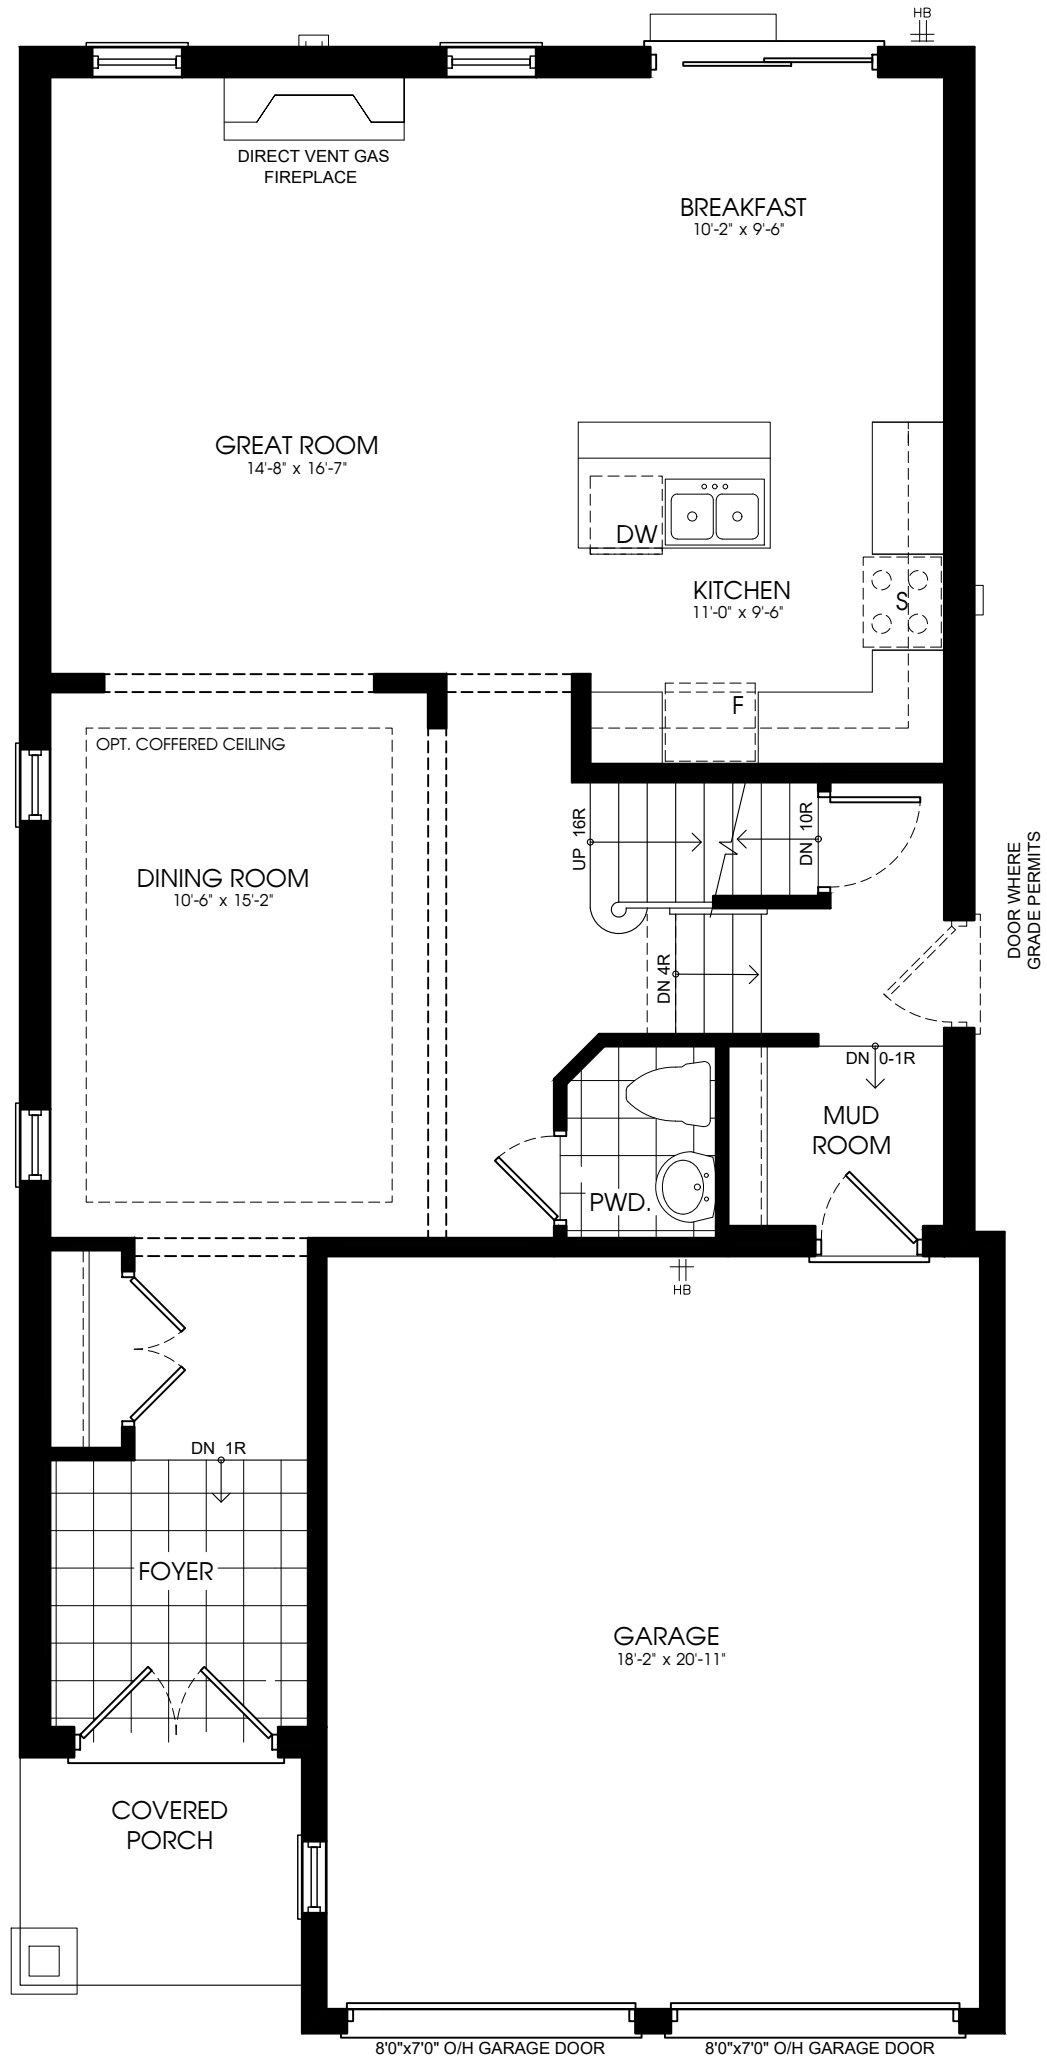 HB
DIRECT VENT GAS
FIREPLACE
BREAKFAST
10'-2" x 9'-6"
GREAT ROOM
14'-8" x 16'-7"
DW
KITCHEN
11'-0" x 9'-6"
S
F
OPT. COFFERED CEILING
UP 16R
DN 10R
DINING ROOM
10'-6" x 15'-2"
DOOR WHERE
GRADE PERMITS
DN 4R
DN 0-1R
MUD
ROOM
PWD.
HB
DN 1R
FOYER
GARAGE
18'-2" x 20'-11"
COVERED
PORCH
8'0"x7'0" O/H GARAGE DOOR
8'0"x7'0" O/H GARAGE DOOR